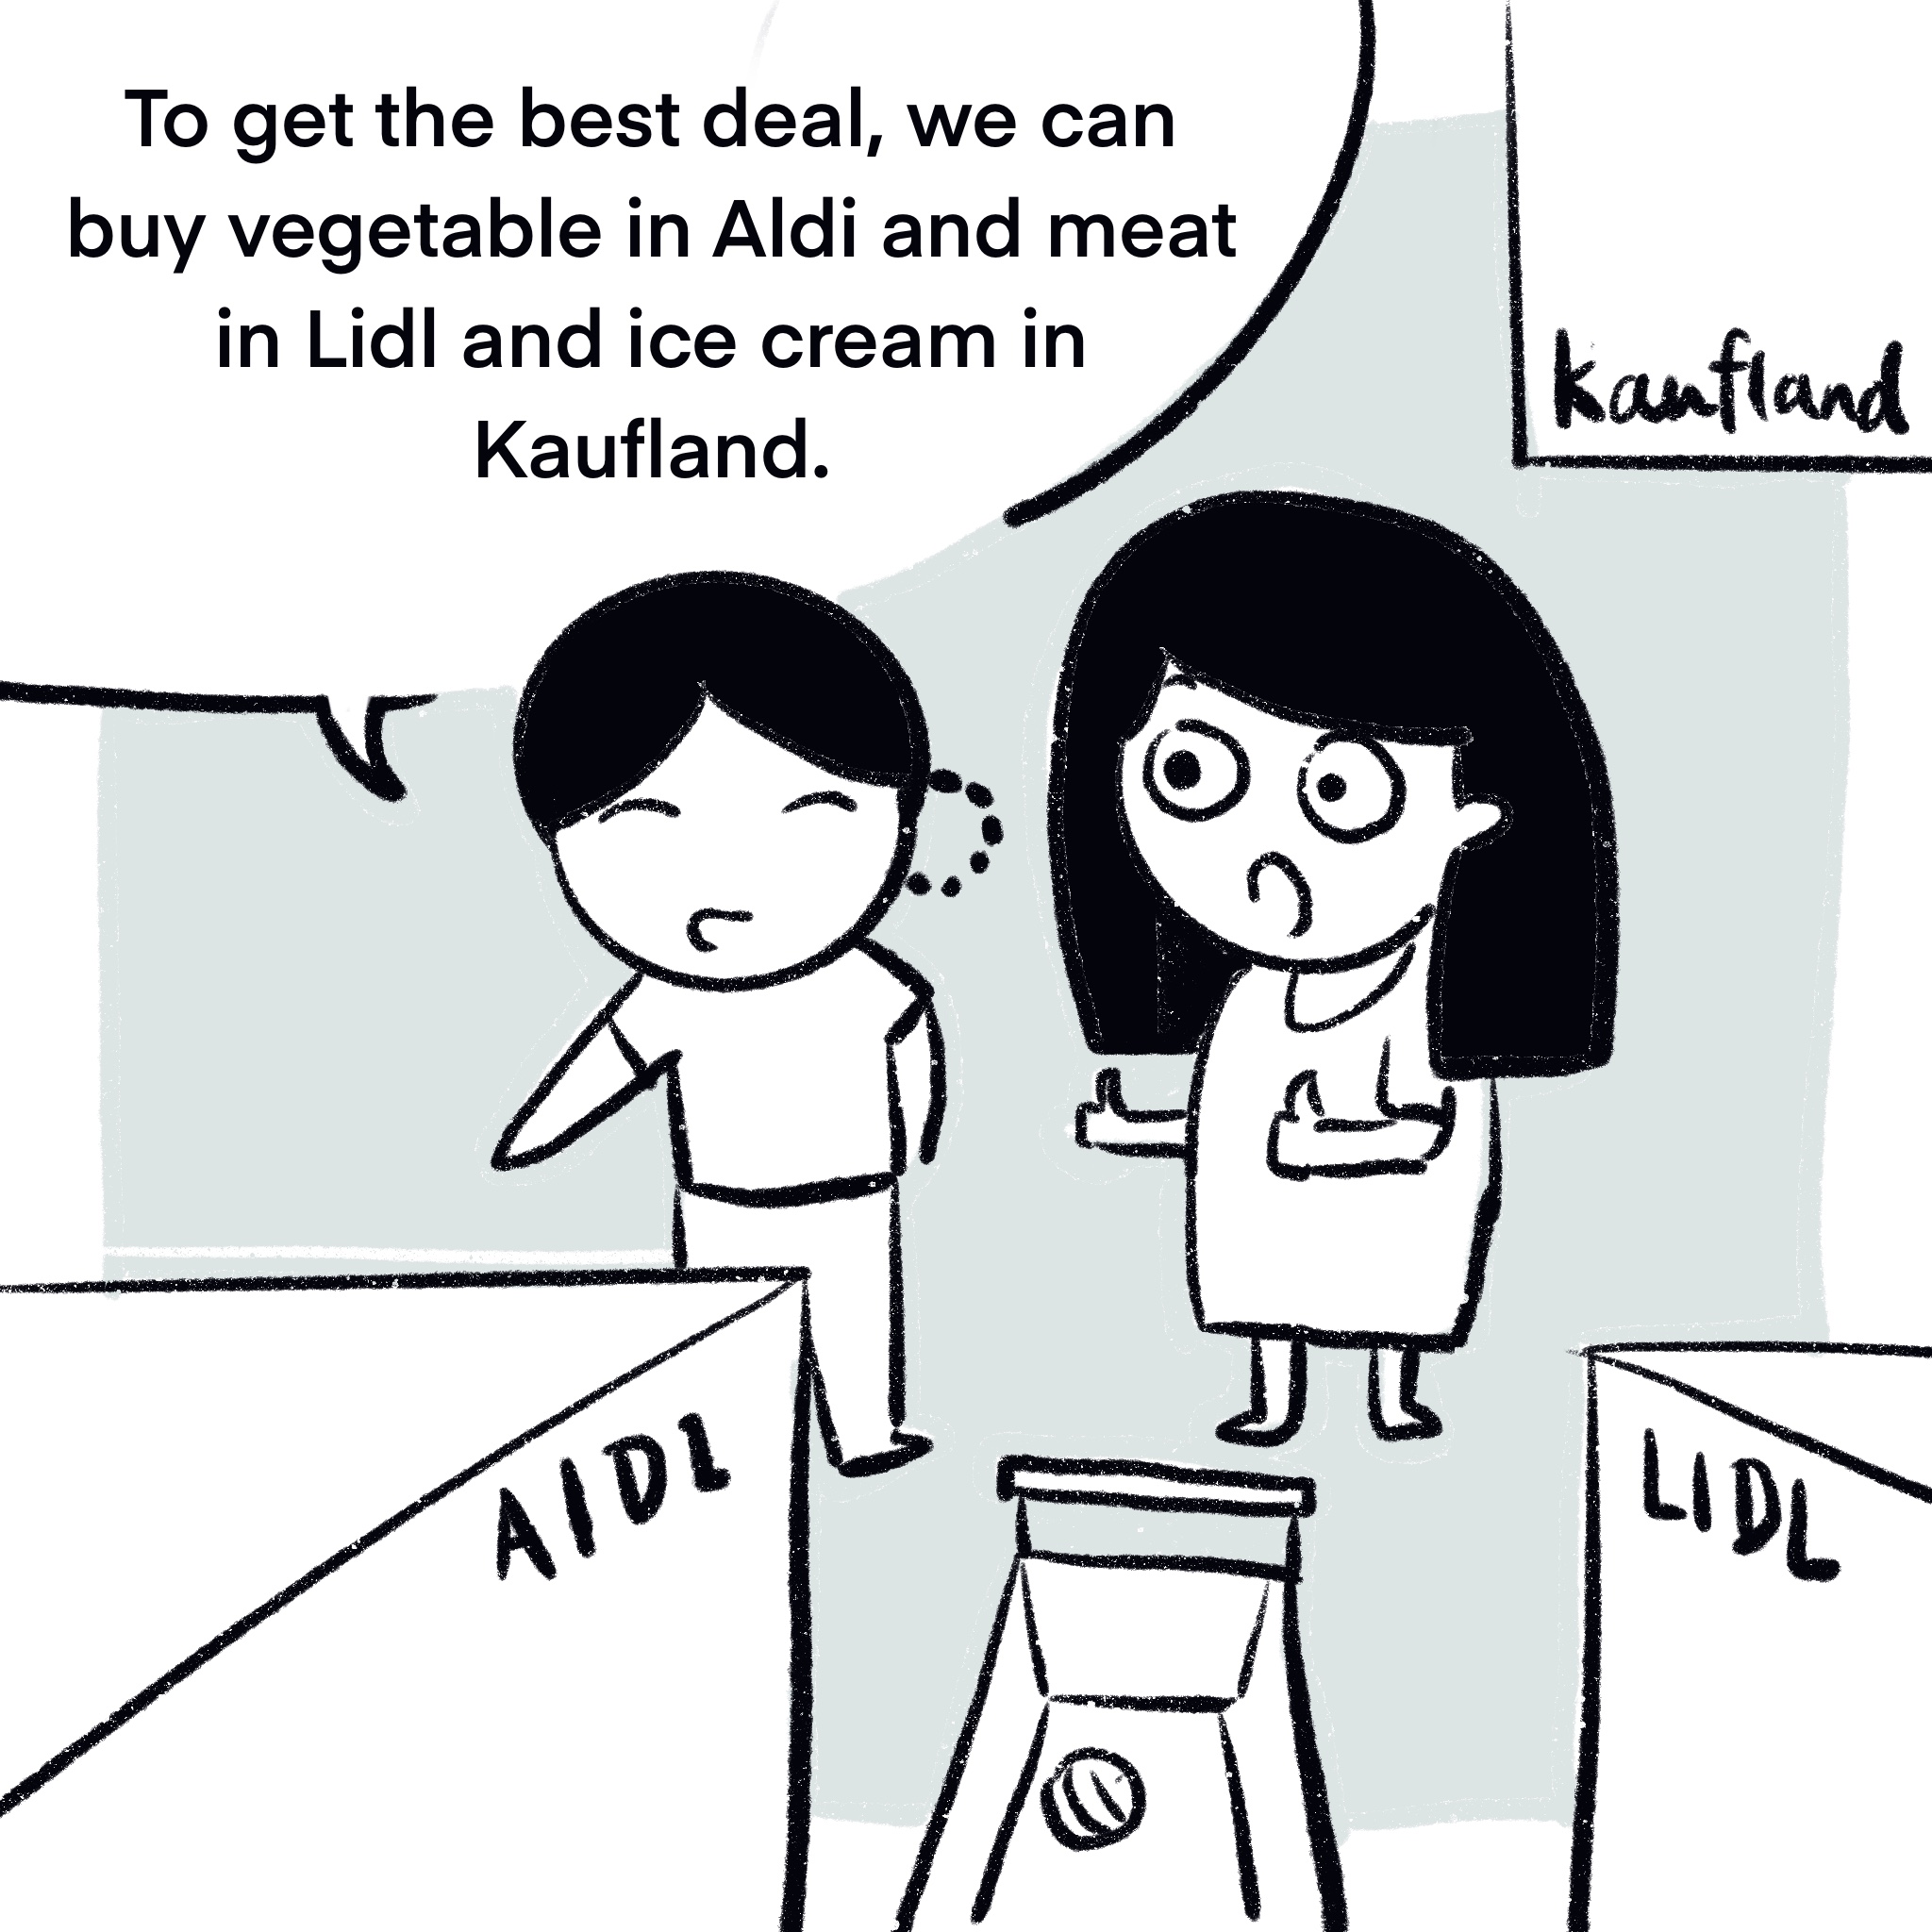 To get the best deal, we can
buy vegetable in Aldi and meat
in Lidl and ice cream in
Kaufland.
kaufland
AIDL
LIDL